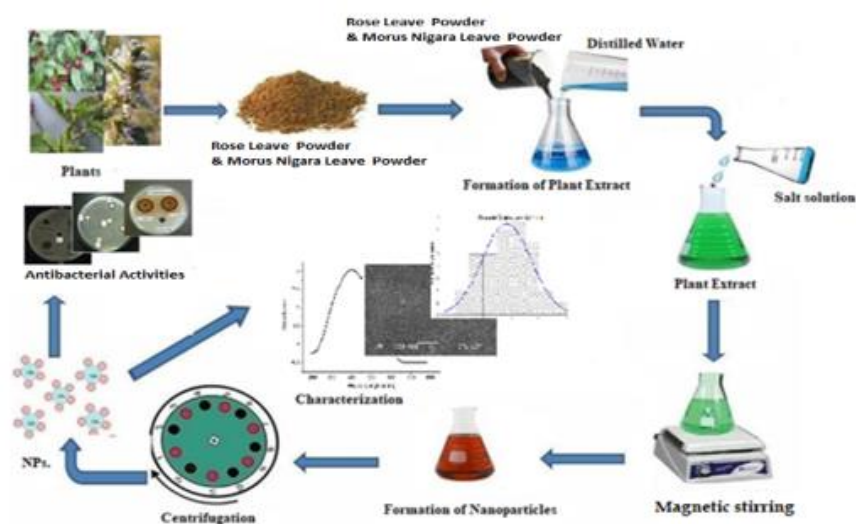 Rose Leave Powder
& Morus Nigara Leave Powder
Distilled Water
Rose Leave Powder
& Morus Nigara Leave Powder
Plants
Formation of Plant Extract
Salt solution
Antibacterial Activities
Plant Extract
Characterization
NPs.
Centrifugation
Formation of Nanoparticles
Magnetic stirring